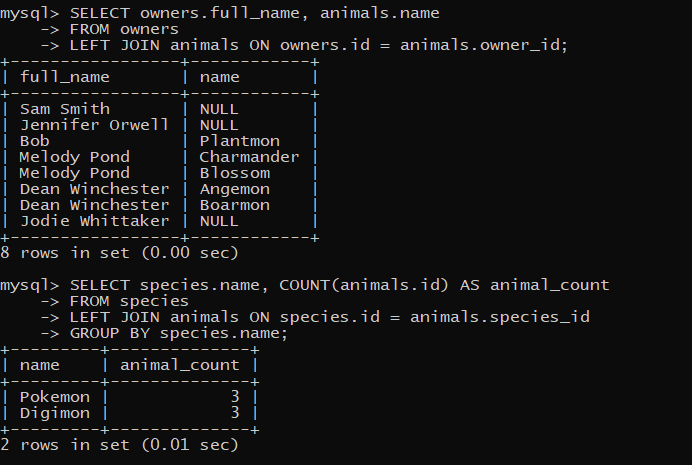 mysql> SELECT owners.full_name, animals.name
    -> FROM owners
    -> LEFT JOIN animals ON owners.id = animals.owner_id;
+-----------------+------------+
| full_name       | name       |
+-----------------+------------+
| Sam Smith       | NULL       |
| Jennifer Orwell | NULL       |
| Bob             | Plantmon   |
| Melody Pond     | Charmander |
| Melody Pond     | Blossom    |
| Dean Winchester | Angemon    |
| Dean Winchester | Boarmon    |
| Jodie Whittaker | NULL       |
+-----------------+------------+
8 rows in set (0.00 sec)

mysql> SELECT species.name, COUNT(animals.id) AS animal_count
    -> FROM species
    -> LEFT JOIN animals ON species.id = animals.species_id
    -> GROUP BY species.name;
+---------+--------------+
| name    | animal_count |
+---------+--------------+
| Pokemon |            3 |
| Digimon |            3 |
+---------+--------------+
2 rows in set (0.01 sec)